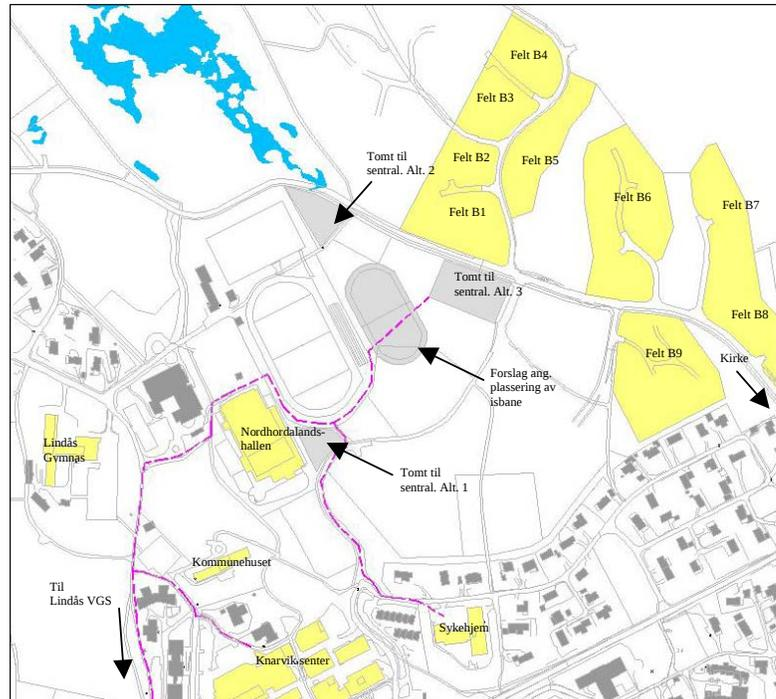 Felt B4
Felt B3
Tomt til
sentral. Alt. 2
Felt B2
Felt B5
Felt B6
Felt B7
Felt B1
Tomt til
sentral. Alt. 3
Felt B8
Felt B9
Kirke
Forslag ang.
plassering av
isbane
Nordhordalands-
hallen
Lindås
Gymnas
Tomt til
sentral. Alt. 1
Kommunehuset
Til
Lindås VGS
Sykehjem
Knarvik senter